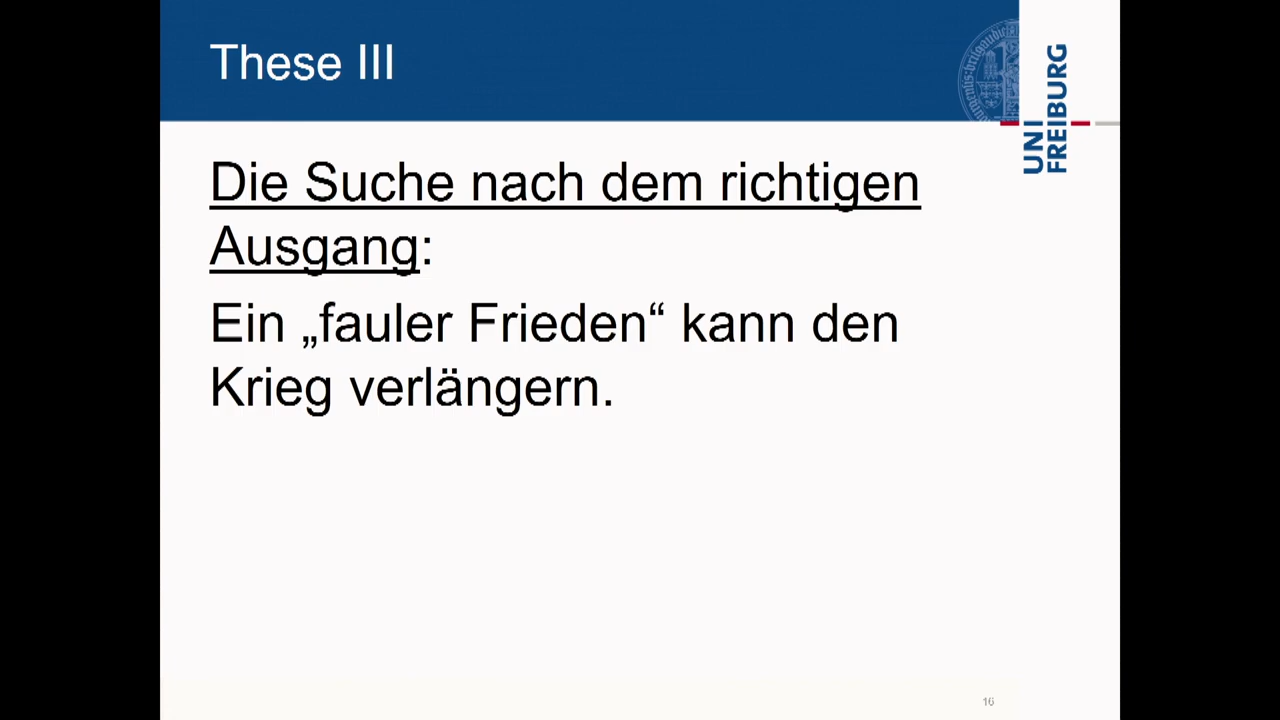 These III
UNI
FREIBURG
Die Suche nach dem richtigen
Ausgang:
Ein „fauler Frieden“ kann den
Krieg verlängern.
16